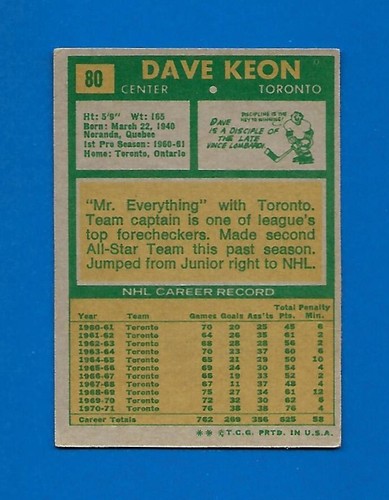 80 DAVE KEON
CENTER • TORONTO
Ht: 5'9" Wt: 165
Born: March 22, 1940
Noranda, Quebec
1st Pro Season: 1960-61
Home: Toronto, Ontario
DISCIPLINE IS THE
KEY TO WINNING!
DAVE
IS A DISCIPLE OF
THE LATE
VINCE LOMBARDI
"Mr. Everything" with Toronto.
Team captain is one of league's
top forecheckers. Made second
All-Star Team this past season.
Jumped from Junior right to NHL.
NHL CAREER RECORD
Total Penalty
Year Team Games Goals Ass'ts Pts. Min.
1960-61 Toronto 70 20 25 45 6
1961-62 Toronto 64 26 35 61 2
1962-63 Toronto 68 28 28 56 2
1963-64 Toronto 70 23 37 60 6
1964-65 Toronto 65 21 29 50 10
1965-66 Toronto 69 24 30 54 4
1966-67 Toronto 66 19 33 52 2
1967-68 Toronto 67 11 37 48 4
1968-69 Toronto 75 27 34 61 12
1969-70 Toronto 72 32 30 62 6
1970-71 Toronto 76 38 38 76 4
Career Totals 762 269 356 625 58
** © T.C.G. PRTD. IN U.S.A.